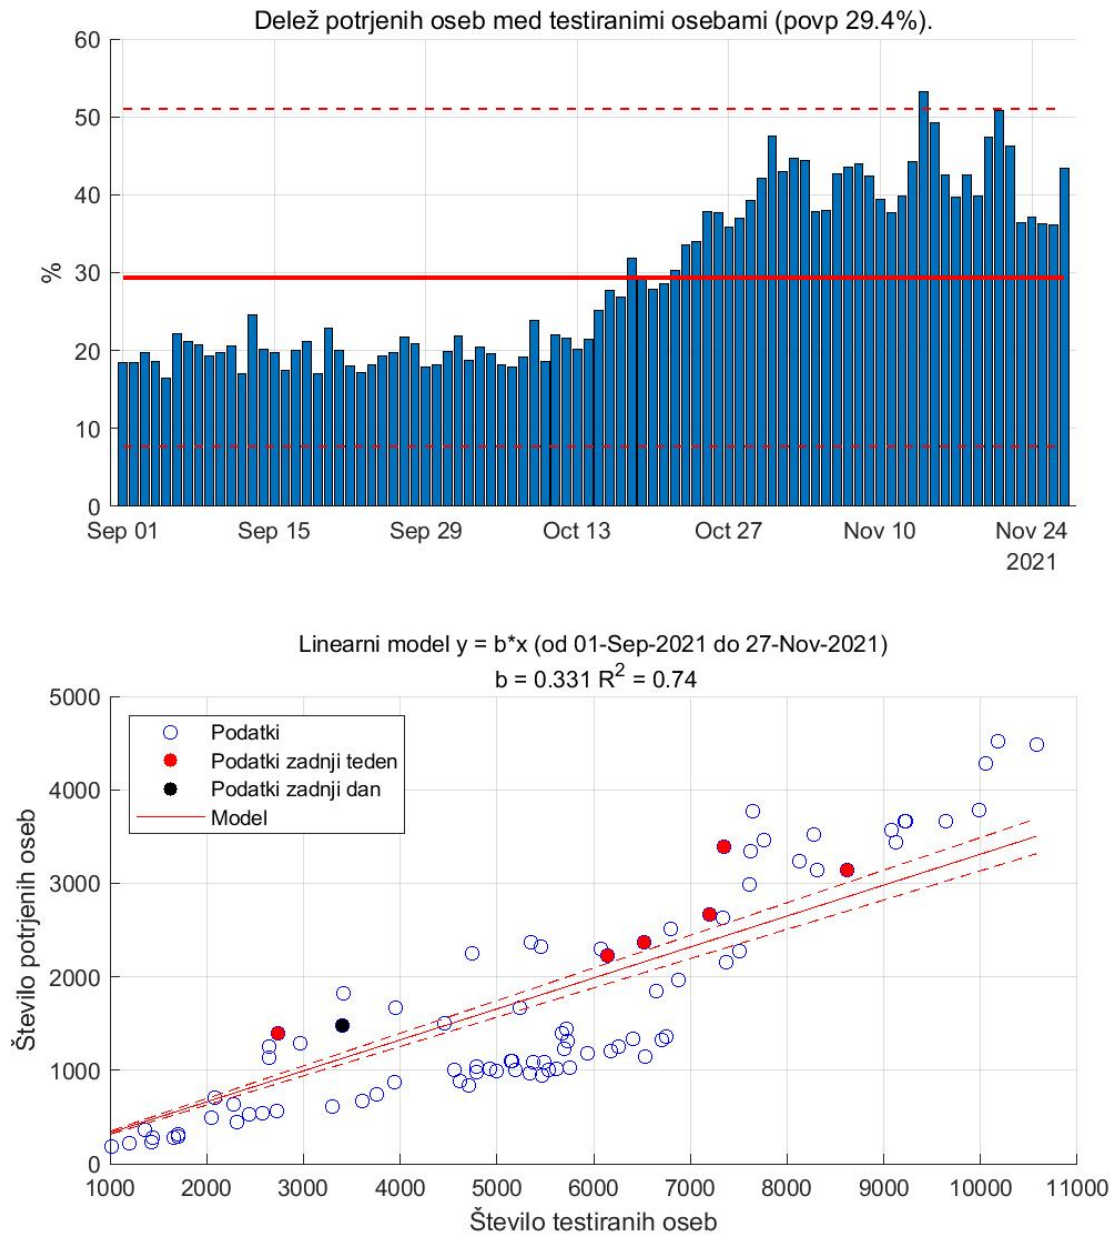 Delež potrjenih oseb med testiranimi osebami (povp 29.4%).
60
50
40
30
20
10
0
%
Sep 01 Sep 15 Sep 29 Oct 13 Oct 27 Nov 10 Nov 24
2021
Linearni model y = b*x (od 01-Sep-2021 do 27-Nov-2021)
b = 0.331 R² = 0.74
5000
4000
3000
2000
1000
0
Število potrjenih oseb
Podatki
Podatki zadnji teden
Podatki zadnji dan
Model
1000 2000 3000 4000 5000 6000 7000 8000 9000 10000 11000
Število testiranih oseb